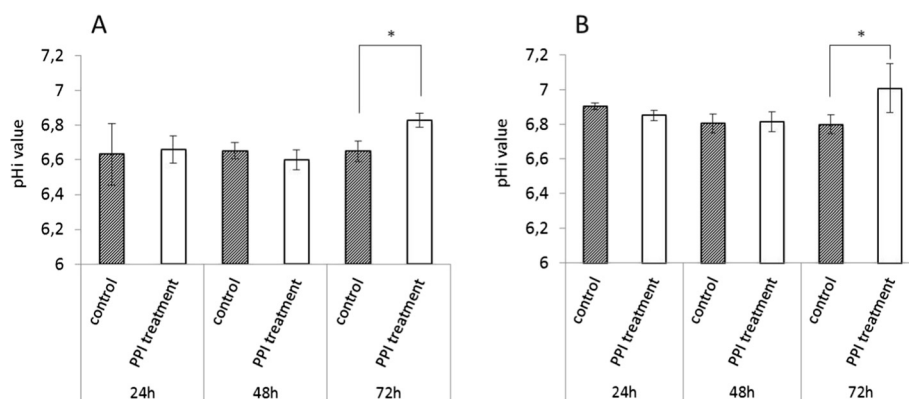 A
7,2
7
6,8
6,6
6,4
6,2
6
pHi value
*
control
PPI treatment
control
PPI treatment
control
PPI treatment
24h
48h
72h
B
7,2
7
6,8
6,6
6,4
6,2
6
pHi value
*
control
PPI treatment
control
PPI treatment
control
PPI treatment
24h
48h
72h